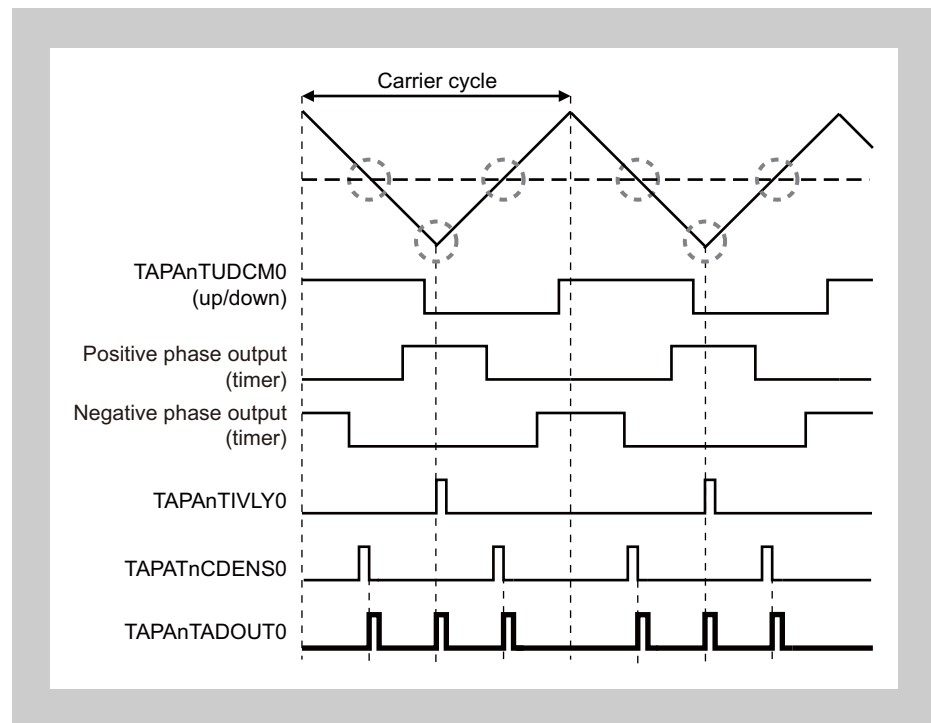 Carrier cycle
TAPAnTUDCM0
(up/down)
Positive phase output
(timer)
Negative phase output
(timer)
TAPAnTIVLY0
TAPATnCDENS0
TAPAnTADOUT0